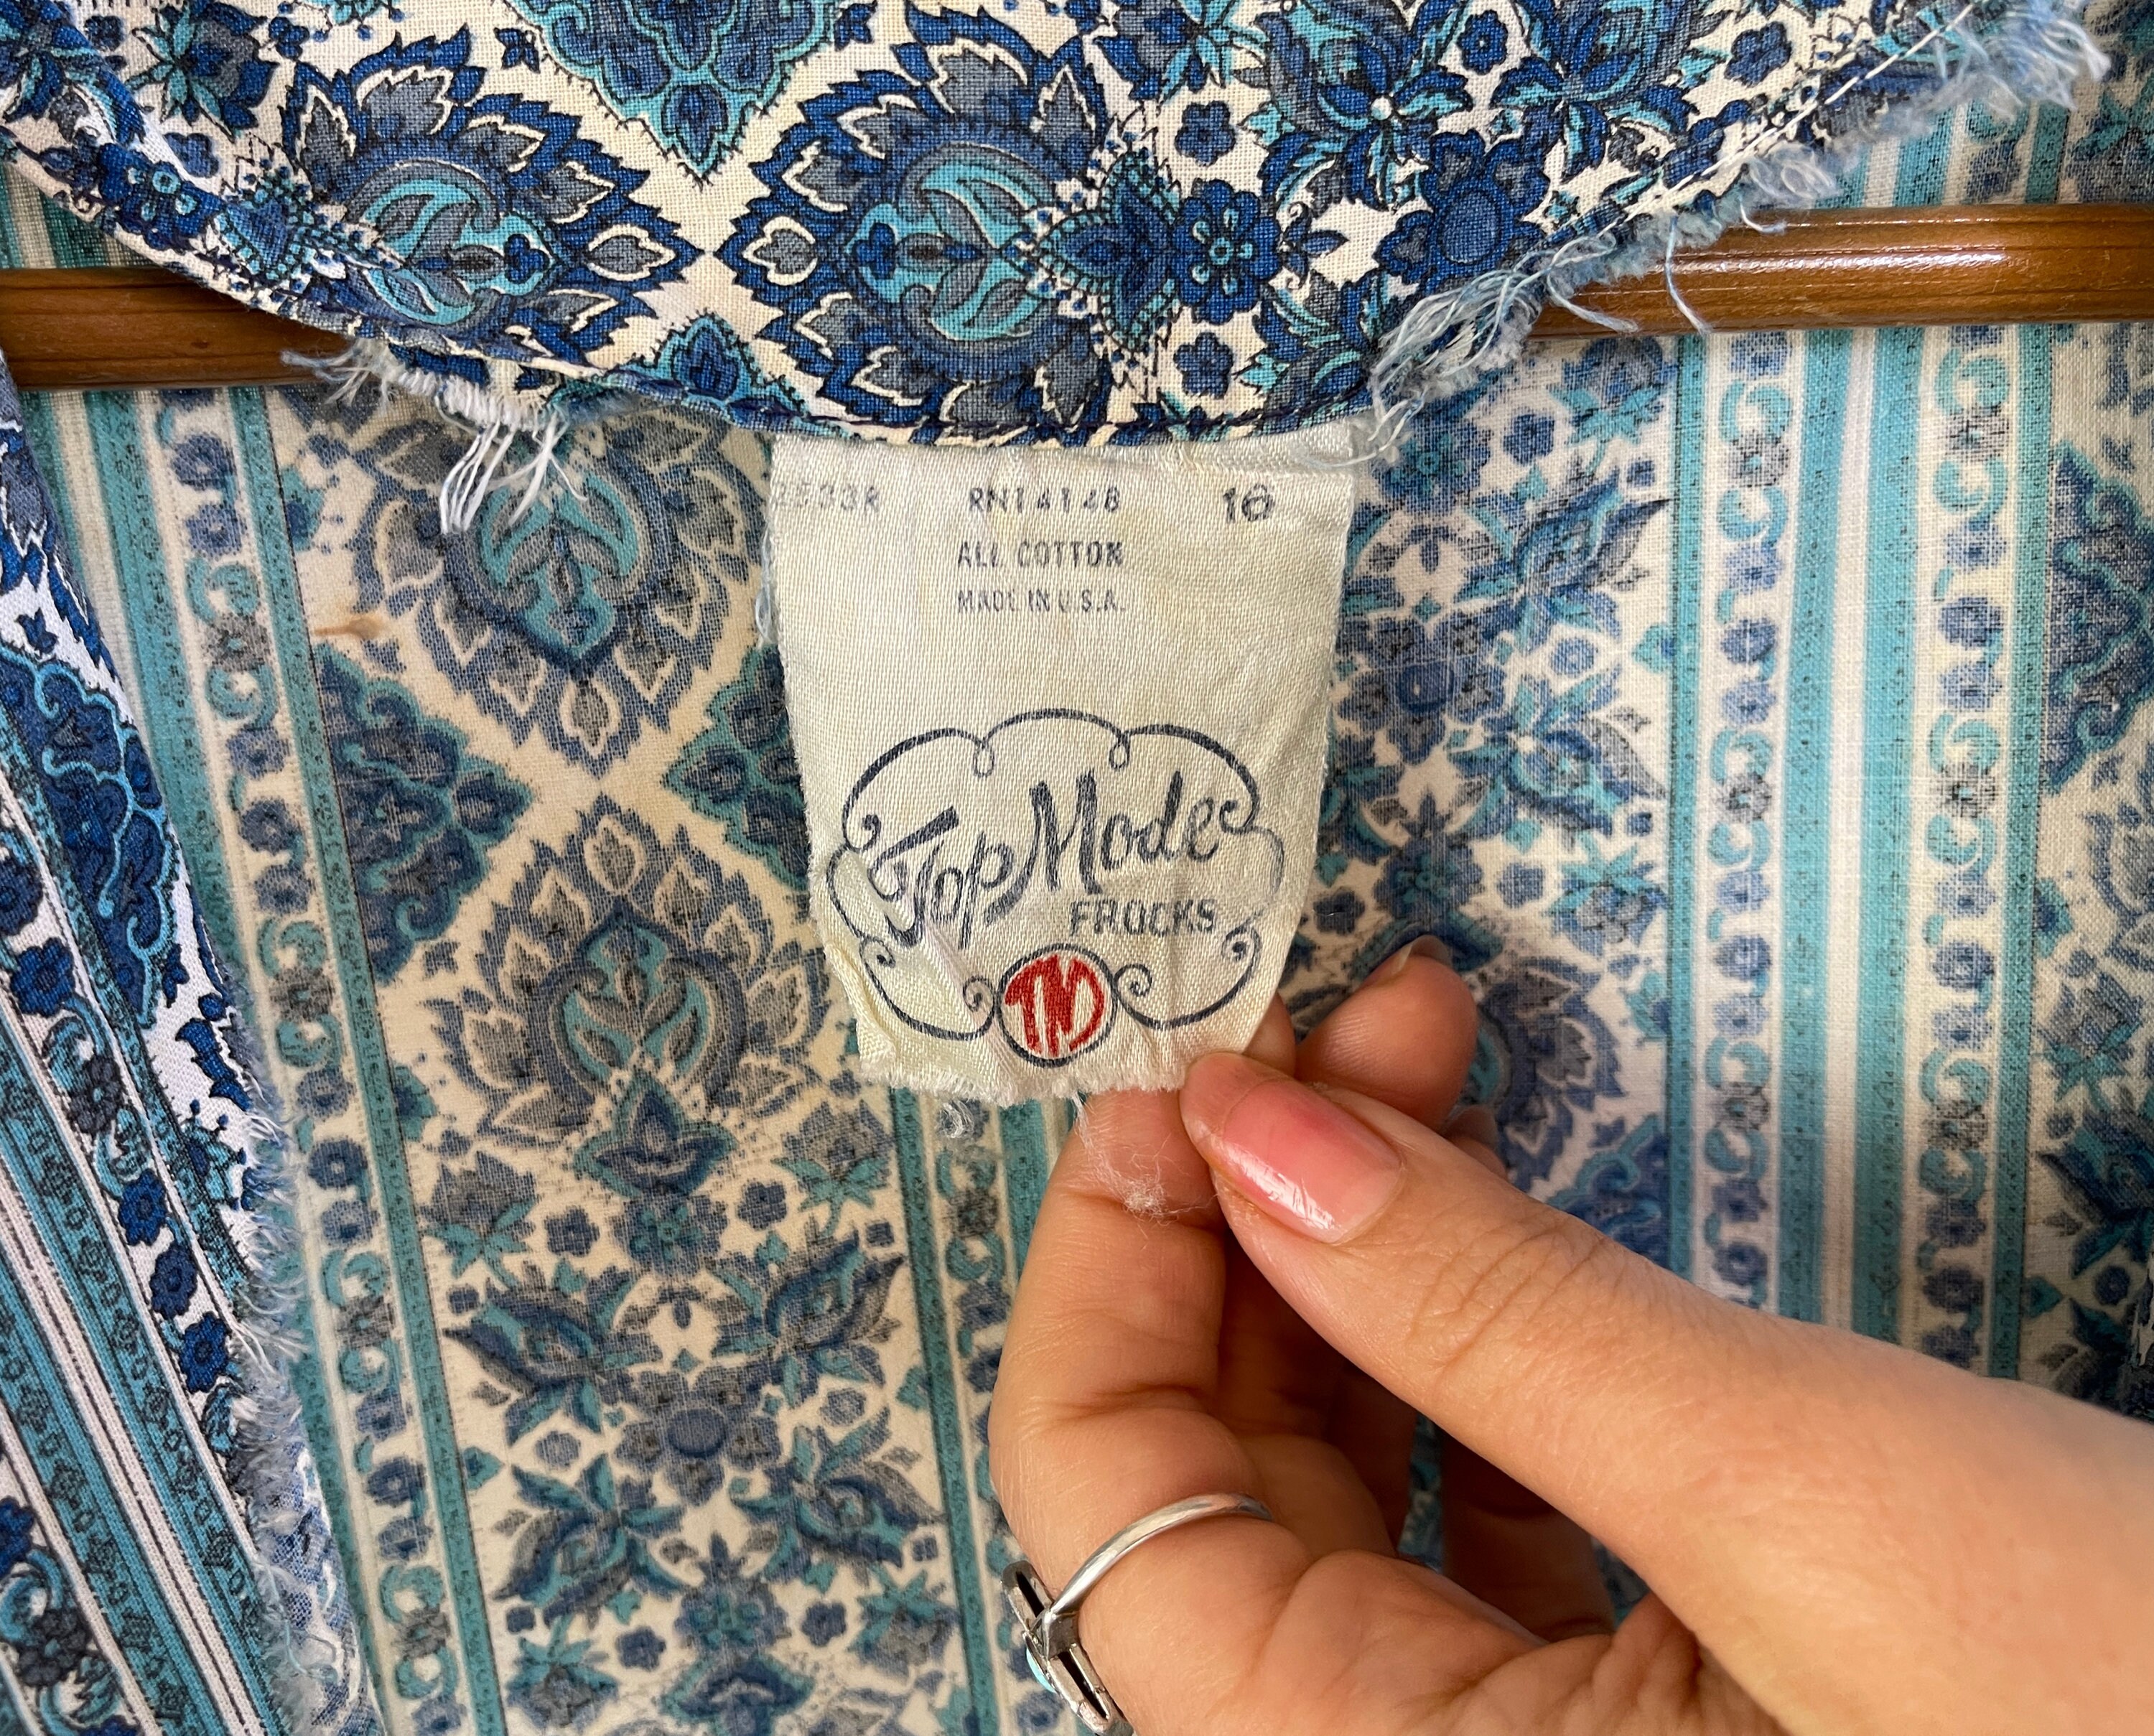 RN14148 16
ALL COTTON
MADE IN U.S.A.
Top Mode
FROCKS
TM